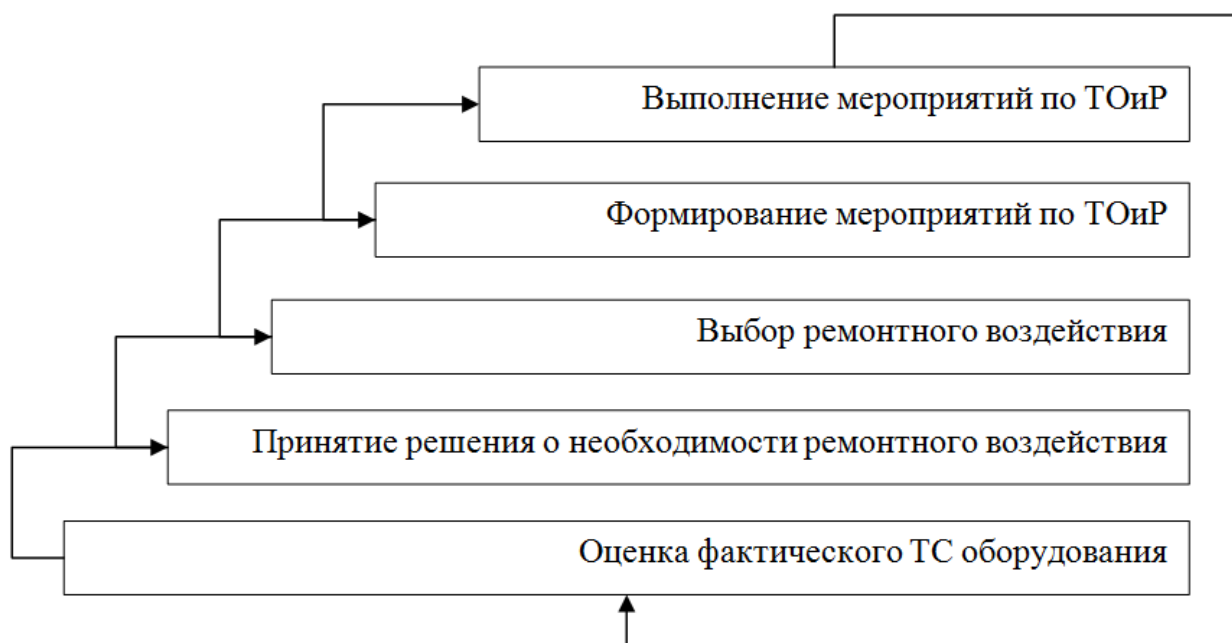 Выполнение мероприятий по ТОиР
Формирование мероприятий по ТОиР
Выбор ремонтного воздействия
Принятие решения о необходимости ремонтного воздействия
Оценка фактического ТС оборудования